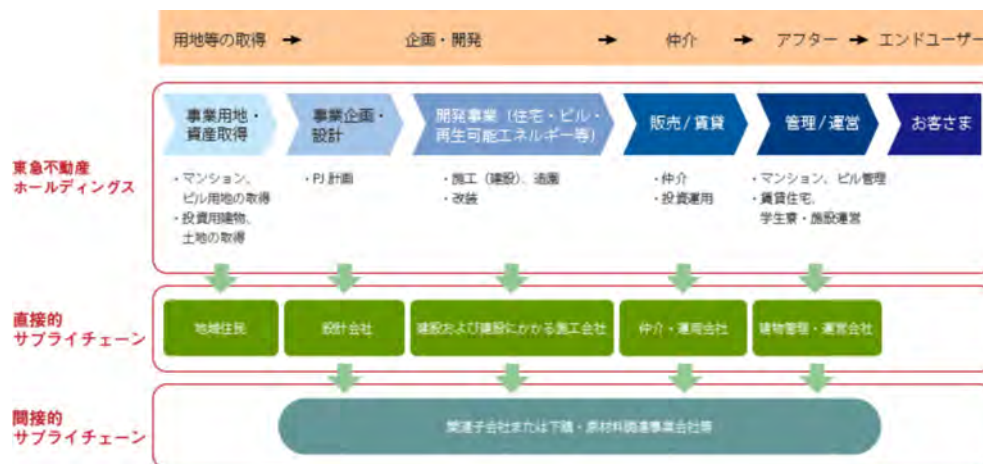 用地等の取得 → 企画・開発 → 仲介 → アフター → エンドユーザー
東急不動産
ホールディングス
事業用地・
資産取得
事業企画・
設計
開発事業（住宅・ビル・
再生可能エネルギー等）
販売/賃貸
管理/運営
お客さま
・マンション、
ビル用地の取得
・投資用建物、
土地の取得
・PJ計画
・施工（建設）、造園
・改装
・仲介
・投資運用
・マンション、ビル管理
・賃貸住宅、
学生寮・施設運営
直接的
サプライチェーン
地域住民
設計会社
建設および建設にかかる施工会社
仲介・運用会社
建物管理・運営会社
間接的
サプライチェーン
関連子会社または下請・原材料調達事業会社等